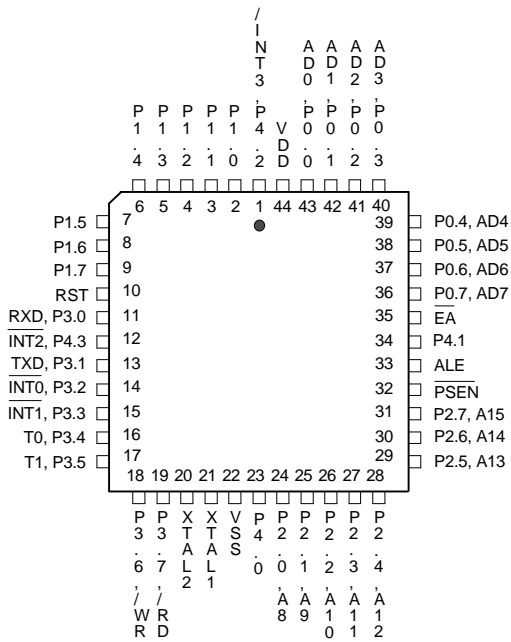 /INT3, P4.2
AD0, P0.0
AD1, P0.1
AD2, P0.2
AD3, P0.3
P1.4
P1.3
P1.2
P1.1
P1.0
VDD
6 5 4 3 2 1 44 43 42 41 40
P1.5 7
P1.6 8
P1.7 9
RST 10
RXD, P3.0 11
INT2, P4.3 12
TXD, P3.1 13
INT0, P3.2 14
INT1, P3.3 15
T0, P3.4 16
T1, P3.5 17
39 P0.4, AD4
38 P0.5, AD5
37 P0.6, AD6
36 P0.7, AD7
35 EA
34 P4.1
33 ALE
32 PSEN
31 P2.7, A15
30 P2.6, A14
29 P2.5, A13
18 19 20 21 22 23 24 25 26 27 28
P3.6, /WR
P3.7, /RD
XTAL2
XTAL1
VSS
P4.0
P2.0, A8
P2.1, A9
P2.2, A10
P2.3, A11
P2.4, A12